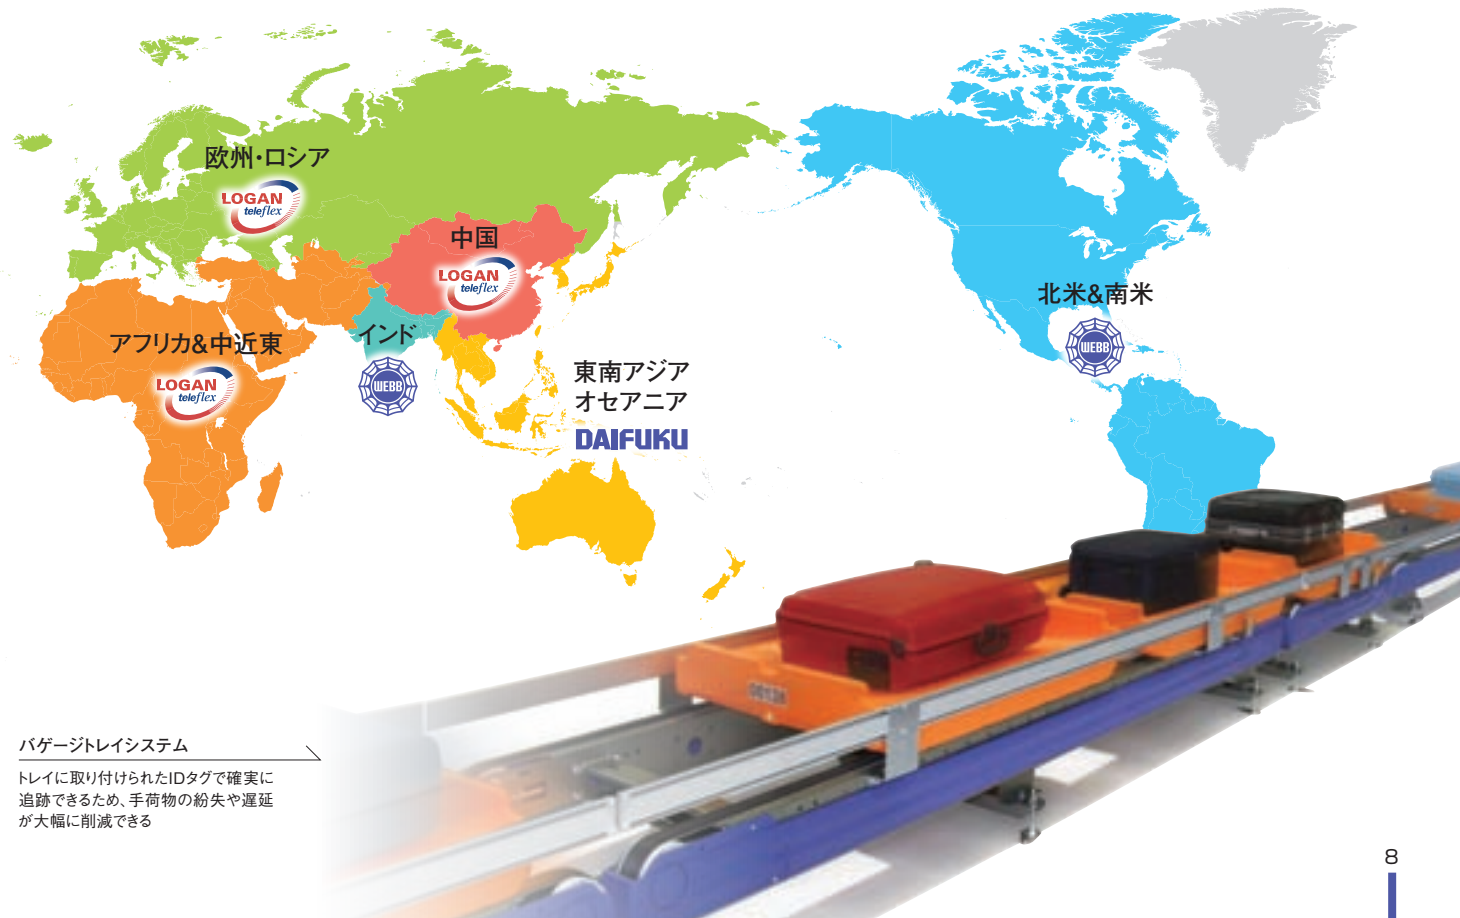 欧州・ロシア
LOGAN
teleflex
中国
LOGAN
teleflex
北米&南米
WEBB
アフリカ&中近東
LOGAN
teleflex
インド
WEBB
東南アジア
オセアニア
DAIFUKU
バゲージトレイシステム
トレイに取り付けられたIDタグで確実に
追跡できるため、手荷物の紛失や遅延
が大幅に削減できる
8